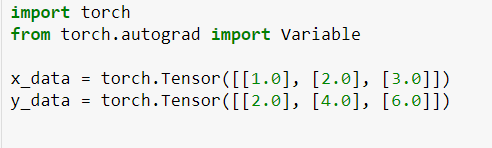 import torch
from torch.autograd import Variable
x_data = torch.Tensor([[1.0], [2.0], [3.0]])
y_data = torch.Tensor([[2.0], [4.0], [6.0]])